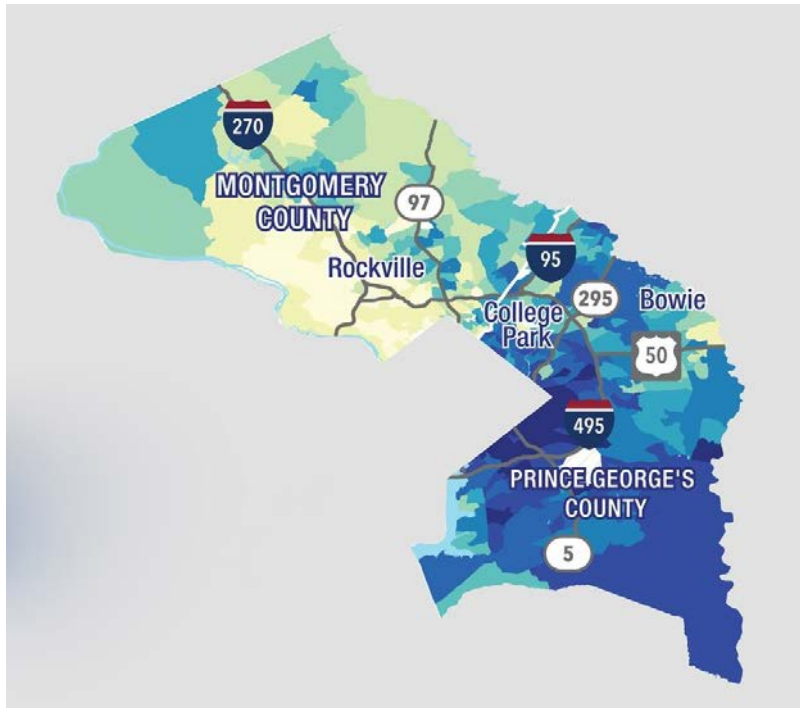 270
MONTGOMERY
COUNTY
97
Rockville
95
College
Park
295
Bowie
50
495
PRINCE GEORGE'S
COUNTY
5